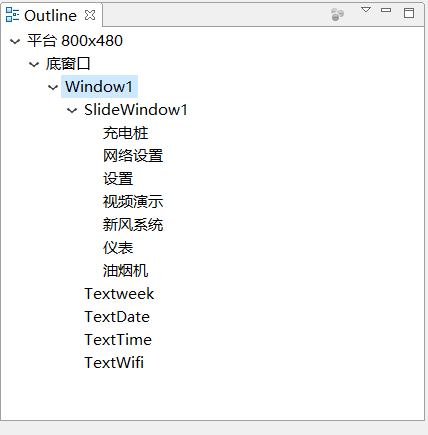 Outline
平台 800x480
底窗口
Window1
SlideWindow1
充电桩
网络设置
设置
视频演示
新风系统
仪表
油烟机
Textweek
TextDate
TextTime
TextWifi